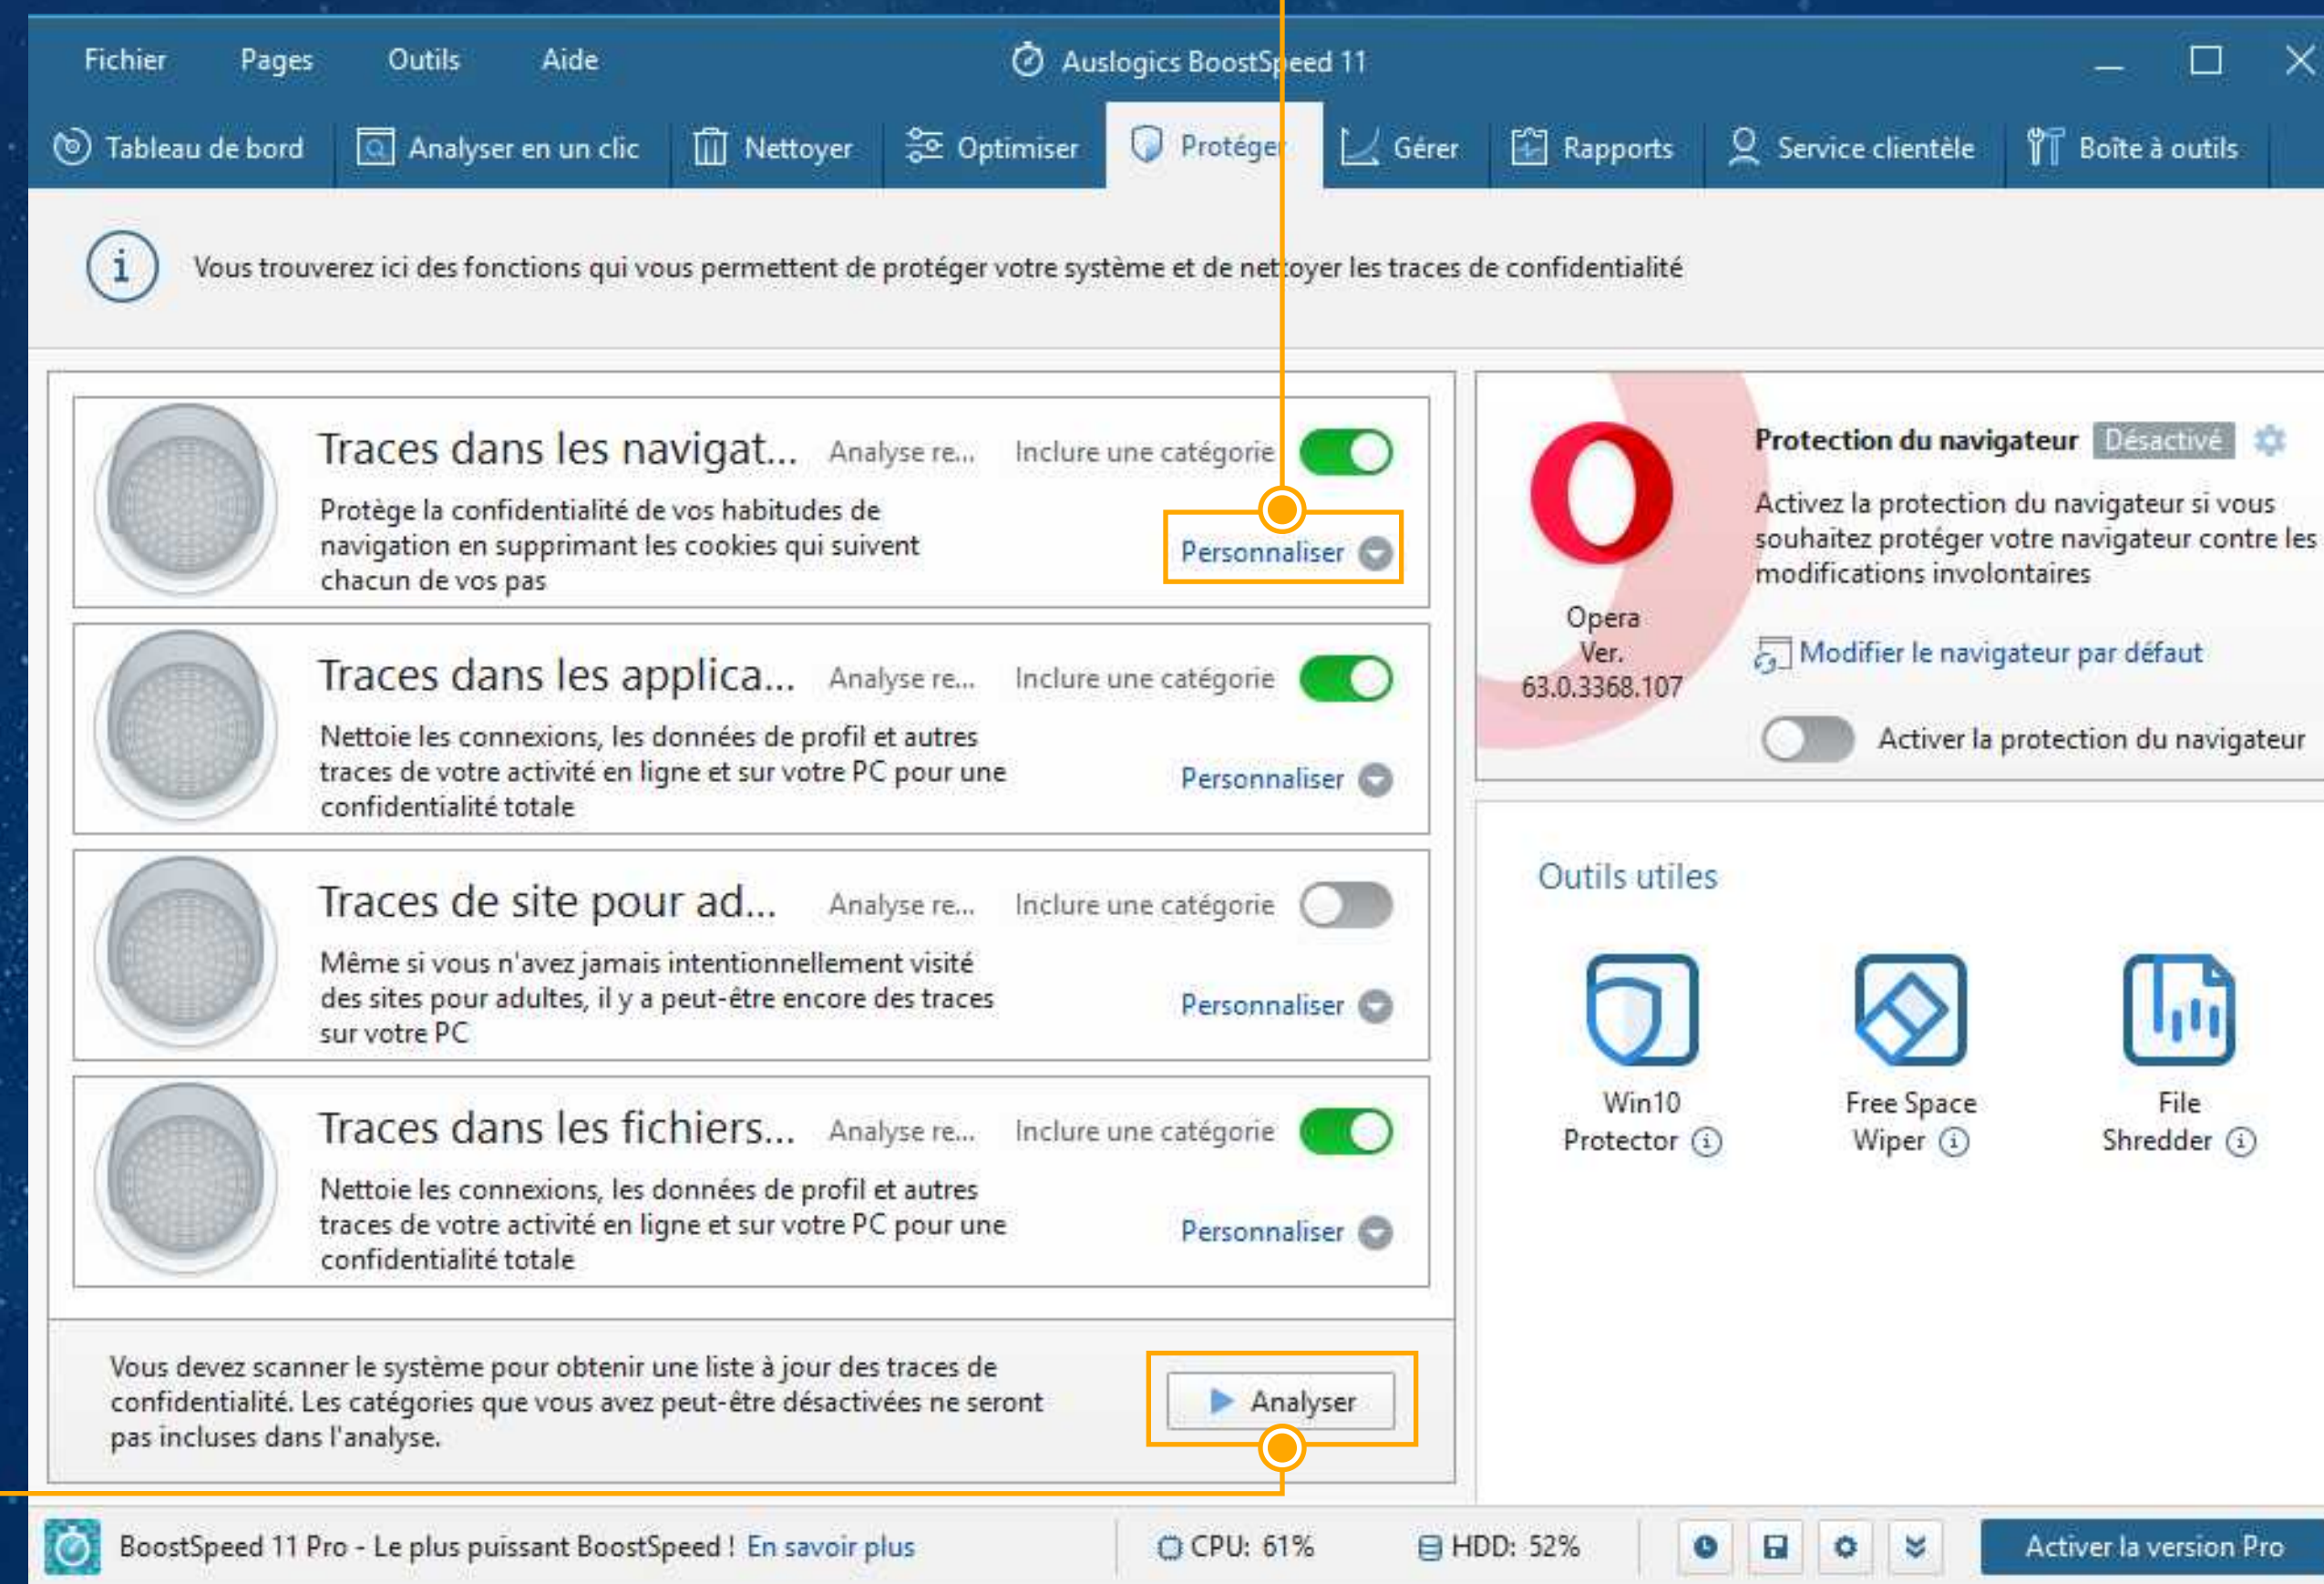 Fichier Pages Outils Aide Auslogics BoostSpeed 11
Tableau de bord Analyser en un clic Nettoyer Optimiser Protéger Gérer Rapports Service clientèle Boîte à outils
Vous trouverez ici des fonctions qui vous permettent de protéger votre système et de nettoyer les traces de confidentialité
Traces dans les navigat... Analyse re... Inclure une catégorie
Protège la confidentialité de vos habitudes de
navigation en supprimant les cookies qui suivent
chacun de vos pas
Personnaliser
Traces dans les applica... Analyse re... Inclure une catégorie
Nettoie les connexions, les données de profil et autres
traces de votre activité en ligne et sur votre PC pour une
confidentialité totale
Personnaliser
Traces de site pour ad... Analyse re... Inclure une catégorie
Même si vous n'avez jamais intentionnellement visité
des sites pour adultes, il y a peut-être encore des traces
sur votre PC
Personnaliser
Traces dans les fichiers... Analyse re... Inclure une catégorie
Nettoie les connexions, les données de profil et autres
traces de votre activité en ligne et sur votre PC pour une
confidentialité totale
Personnaliser
Vous devez scanner le système pour obtenir une liste à jour des traces de
confidentialité. Les catégories que vous avez peut-être désactivées ne seront
pas incluses dans l'analyse.
Analyser
Opera
Ver.
63.0.3368.107
Protection du navigateur Désactivé
Activez la protection du navigateur si vous
souhaitez protéger votre navigateur contre les
modifications involontaires
Modifier le navigateur par défaut
Activer la protection du navigateur
Outils utiles
Win10
Protector
Free Space
Wiper
File
Shredder
BoostSpeed 11 Pro - Le plus puissant BoostSpeed ! En savoir plus CPU: 61% HDD: 52% Activer la version Pro